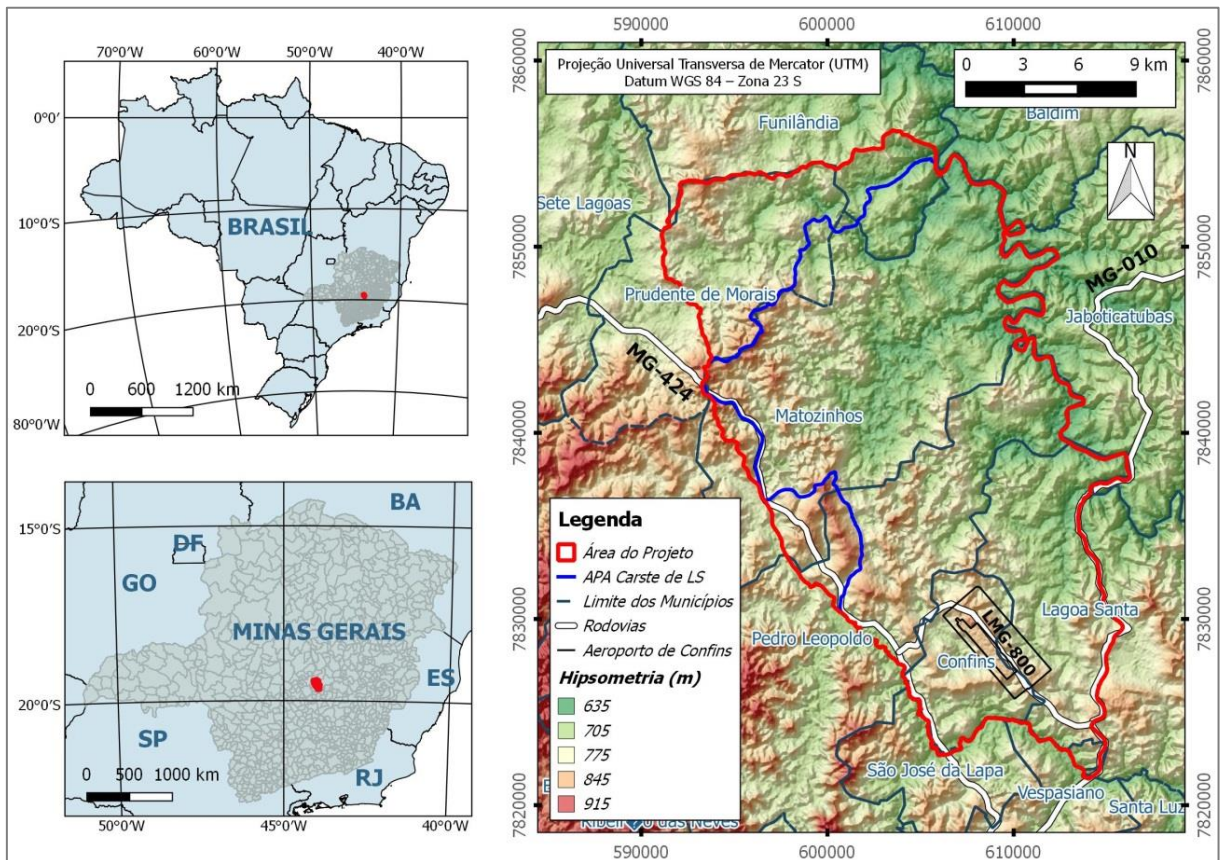 70°0'W 60°0'W 50°0'W 40°0'W
0°0'
10°0'S
20°0'S
80°0'W
BRASIL
0 600 1200 km
15°0'S
20°0'S
BA
DF
GO
MINAS GERAIS
ES
SP
RJ
0 500 1000 km
50°0'W 45°0'W 40°0'W
590000 600000 610000
7860000
7850000
7840000
7830000
7820000
Projeção Universal Transversa de Mercator (UTM)
Datum WGS 84 – Zona 23 S
0 3 6 9 km
N
Funilândia
Baldim
Sete Lagoas
MG-010
Prudente de Morais
Jaboticatubas
MG-424
Matozinhos
Lagoa Santa
Pedro Leopoldo
LMG-800
Confins
São José da Lapa
Vespasiano
Santa Luz
Legenda
Área do Projeto
APA Carste de LS
Limite dos Municípios
Rodovias
Aeroporto de Confins
Hipsometria (m)
635
705
775
845
915
7860000
7850000
7840000
7830000
7820000
590000 600000 610000